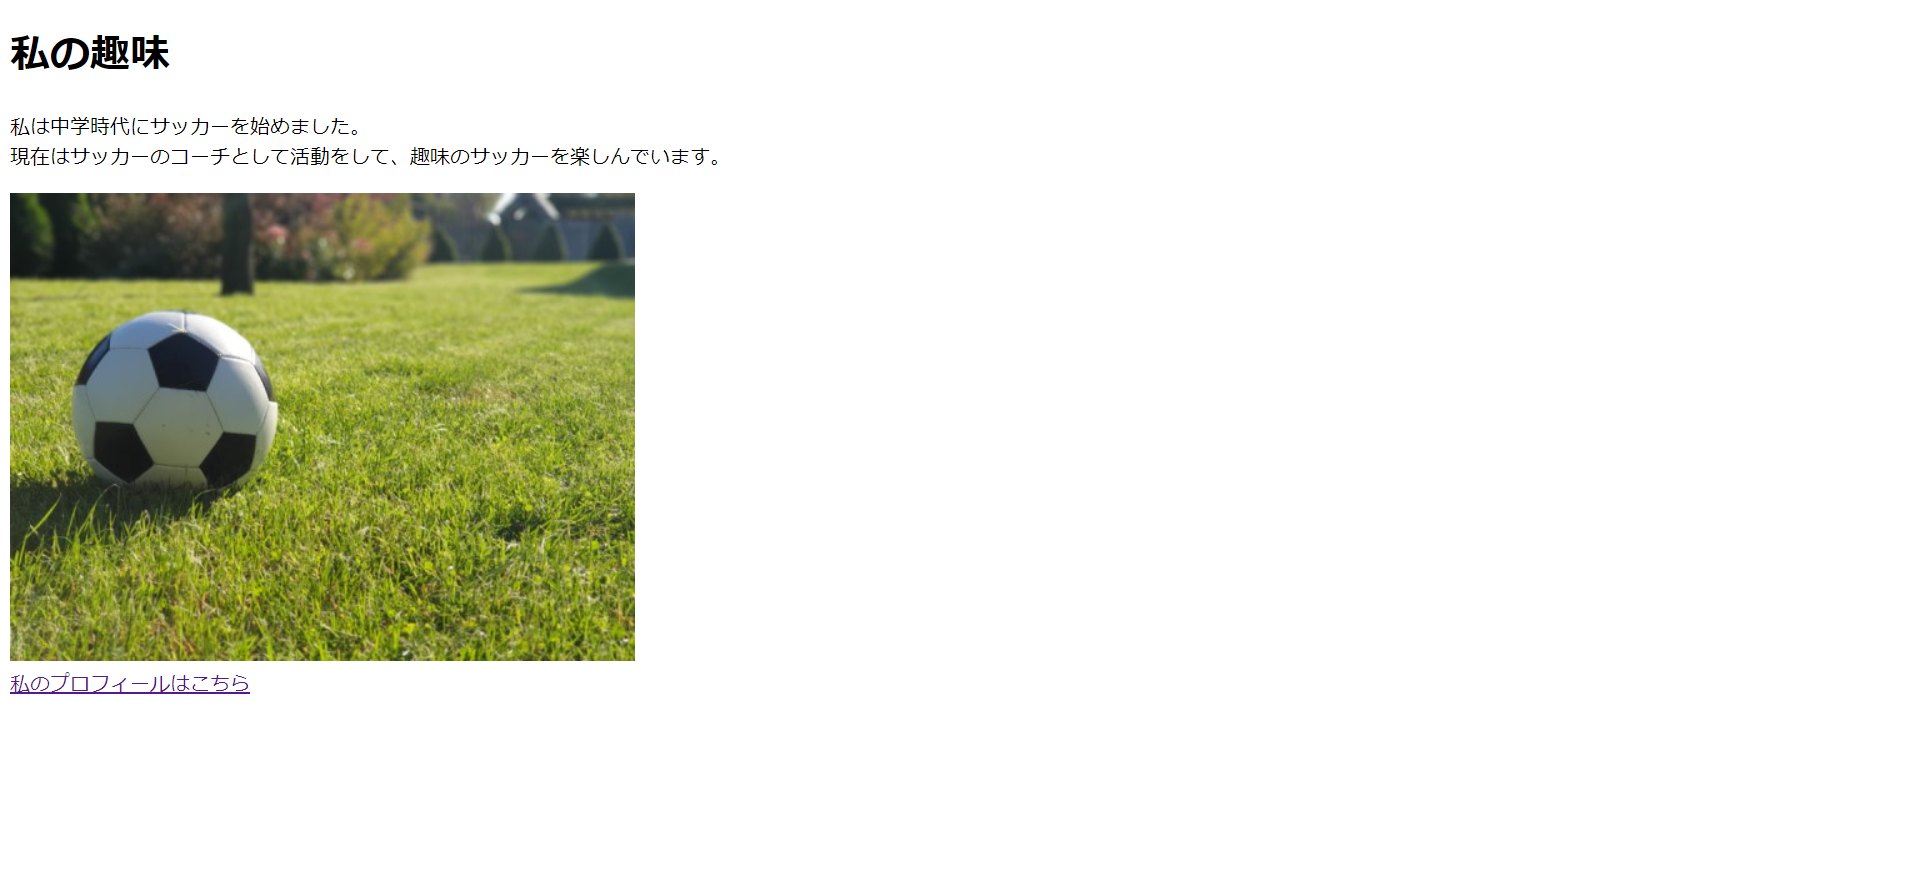 私の趣味
私は中学時代にサッカーを始めました。
現在はサッカーのコーチとして活動をして、趣味のサッカーを楽しんでいます。
私のプロフィールはこちら